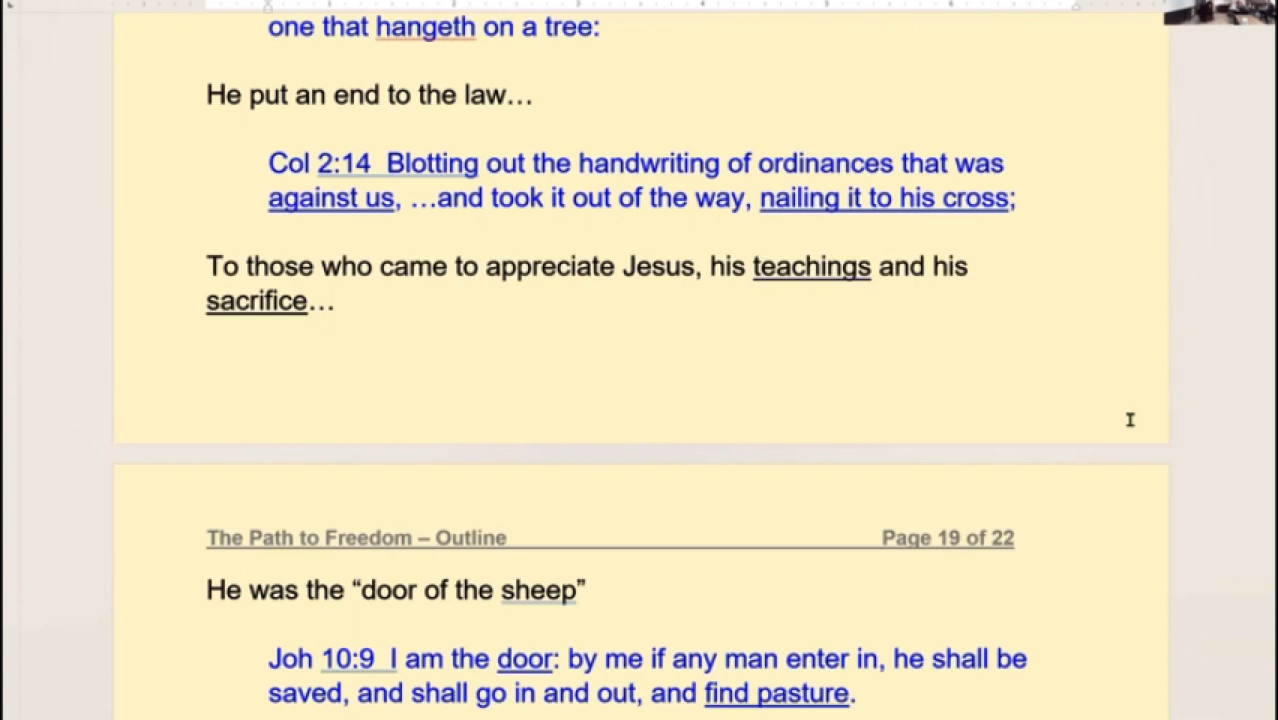 one that hangeth on a tree:
He put an end to the law…
Col 2:14  Blotting out the handwriting of ordinances that was
against us, …and took it out of the way, nailing it to his cross;
To those who came to appreciate Jesus, his teachings and his
sacrifice…
The Path to Freedom – Outline Page 19 of 22
He was the “door of the sheep”
Joh 10:9  I am the door: by me if any man enter in, he shall be
saved, and shall go in and out, and find pasture.